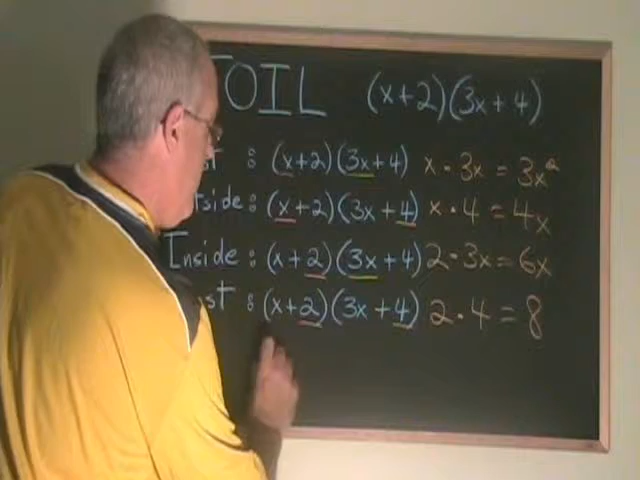 FOIL (x+2)(3x+4)
: (x+2)(3x+4) x · 3x = 3x²
tside : (x+2)(3x+4) x · 4 = 4x
Inside : (x+2)(3x+4) 2 · 3x = 6x
st : (x+2)(3x+4) 2 · 4 = 8